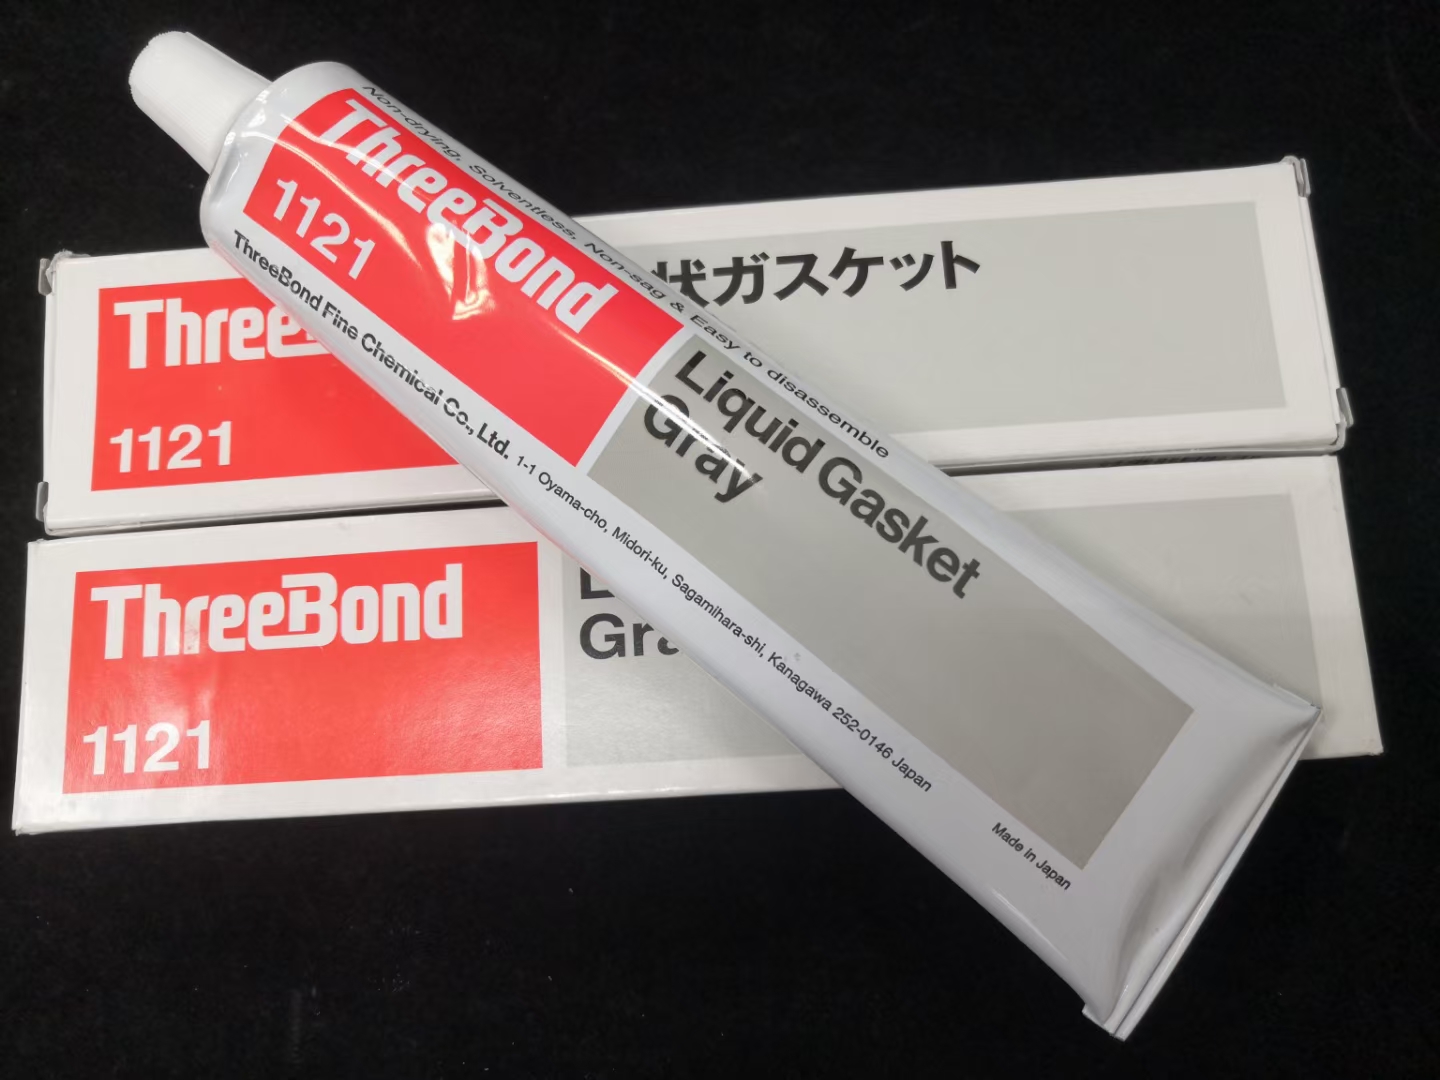 Non-drying, Solventless, Non-sag & Easy to disassemble
ThreeBond
1121
ThreeBond Fine Chemical Co., Ltd. 1-1 Oyama-cho, Midori-ku, Sagamihara-shi, Kanagawa 252-0146 Japan
Liquid Gasket
Gray
Made in Japan
状ガスケット
Three
1121
ThreeBond
1121
Gra